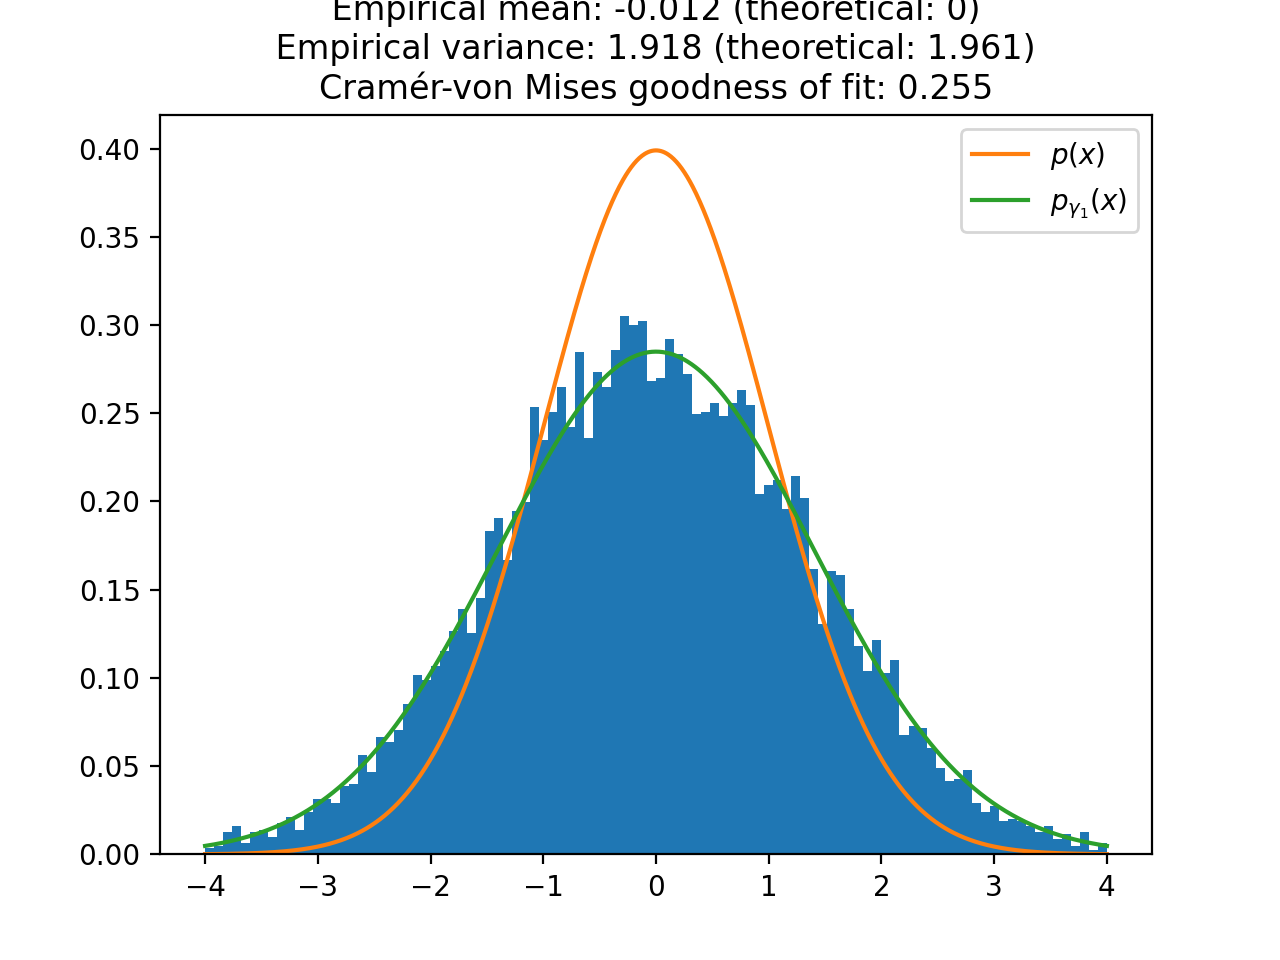 Empirical mean: -0.012 (theoretical: 0)
Empirical variance: 1.918 (theoretical: 1.961)
Cramér-von Mises goodness of fit: 0.255
p(x)
pγ₁(x)
0.40
0.35
0.30
0.25
0.20
0.15
0.10
0.05
0.00
−4 −3 −2 −1 0 1 2 3 4